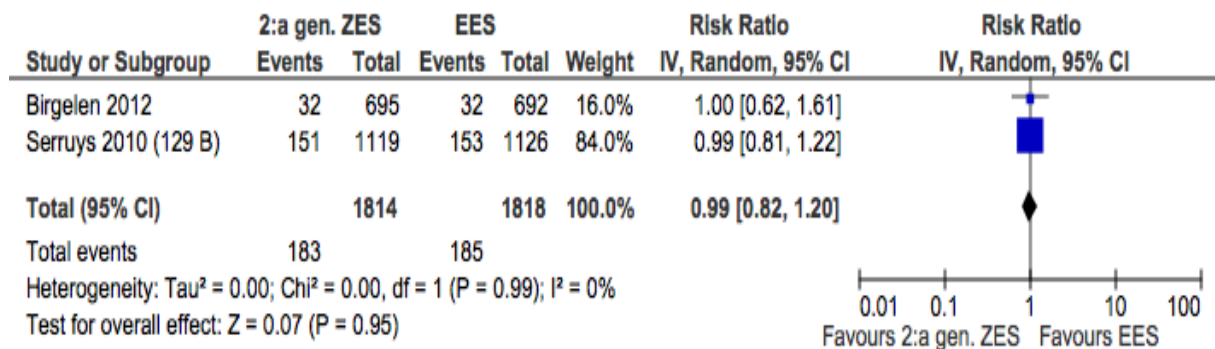 2:a gen. ZES EES Risk Ratio Risk Ratio
Study or Subgroup Events Total Events Total Weight IV, Random, 95% CI IV, Random, 95% CI
Birgelen 2012 32 695 32 692 16.0% 1.00 [0.62, 1.61]
Serruys 2010 (129 B) 151 1119 153 1126 84.0% 0.99 [0.81, 1.22]
Total (95% CI) 1814 1818 100.0% 0.99 [0.82, 1.20]
Total events 183 185
Heterogeneity: Tau² = 0.00; Chi² = 0.00, df = 1 (P = 0.99); I² = 0%
Test for overall effect: Z = 0.07 (P = 0.95)
0.01 0.1 1 10 100
Favours 2:a gen. ZES Favours EES